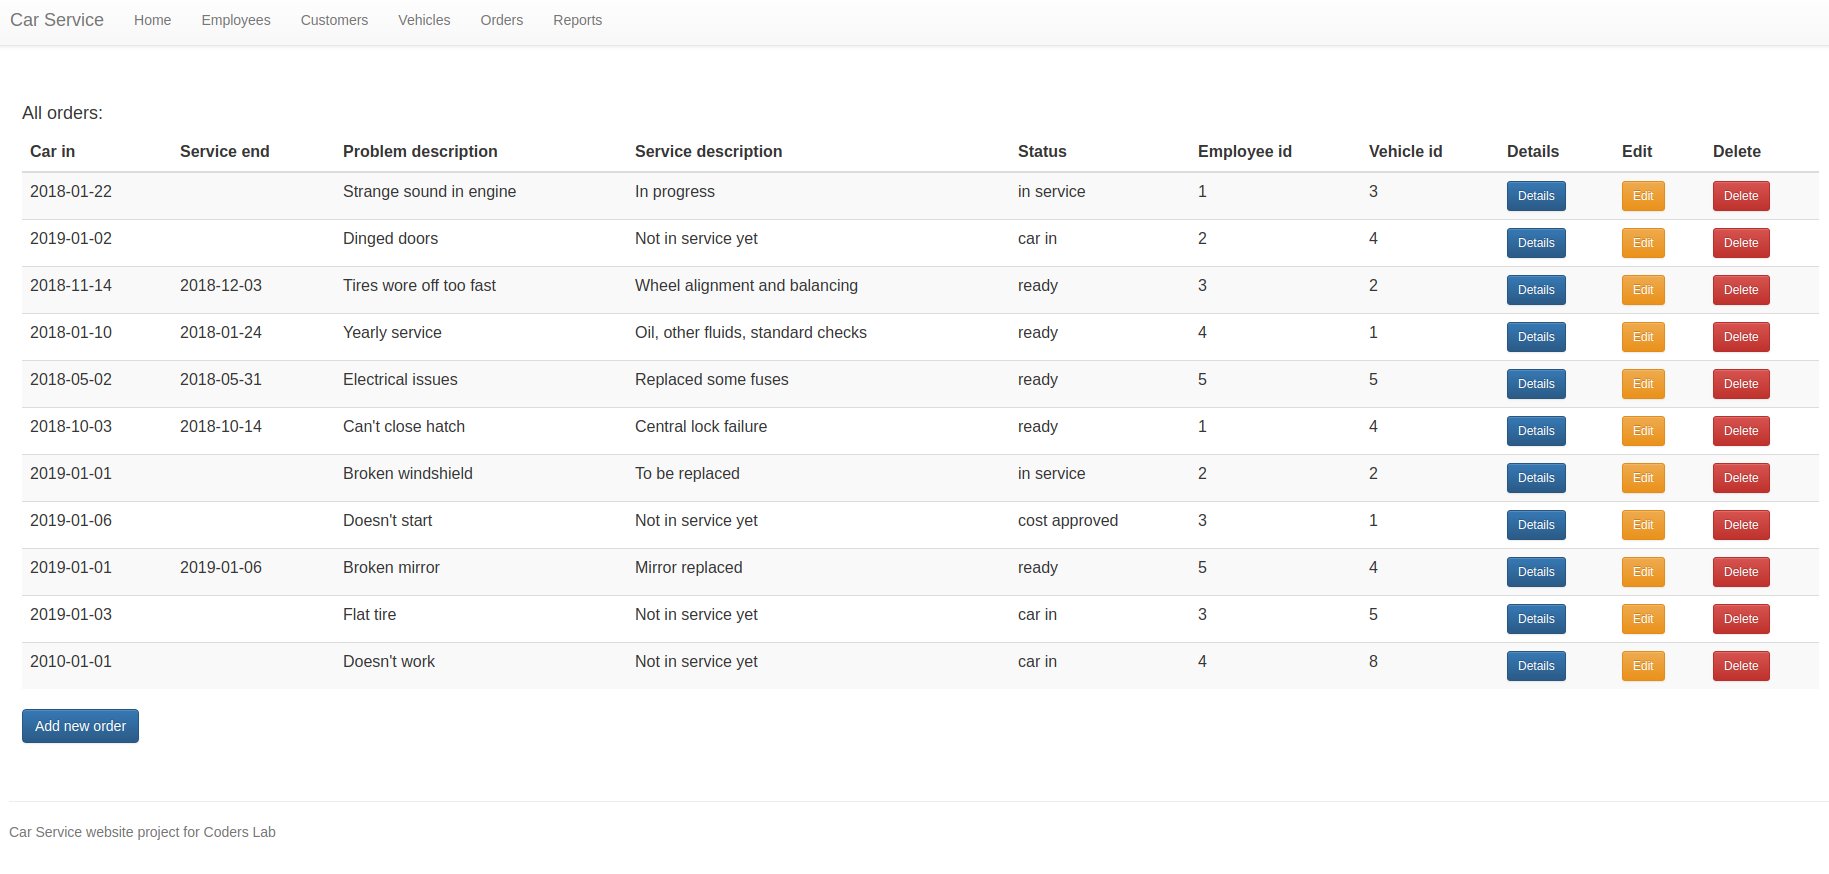 Car Service Home Employees Customers Vehicles Orders Reports
All orders:
Car in Service end Problem description Service description Status Employee id Vehicle id Details Edit Delete
2018-01-22 Strange sound in engine In progress in service 1 3 Details Edit Delete
2019-01-02 Dinged doors Not in service yet car in 2 4 Details Edit Delete
2018-11-14 2018-12-03 Tires wore off too fast Wheel alignment and balancing ready 3 2 Details Edit Delete
2018-01-10 2018-01-24 Yearly service Oil, other fluids, standard checks ready 4 1 Details Edit Delete
2018-05-02 2018-05-31 Electrical issues Replaced some fuses ready 5 5 Details Edit Delete
2018-10-03 2018-10-14 Can't close hatch Central lock failure ready 1 4 Details Edit Delete
2019-01-01 Broken windshield To be replaced in service 2 2 Details Edit Delete
2019-01-06 Doesn't start Not in service yet cost approved 3 1 Details Edit Delete
2019-01-01 2019-01-06 Broken mirror Mirror replaced ready 5 4 Details Edit Delete
2019-01-03 Flat tire Not in service yet car in 3 5 Details Edit Delete
2010-01-01 Doesn't work Not in service yet car in 4 8 Details Edit Delete
Add new order
Car Service website project for Coders Lab